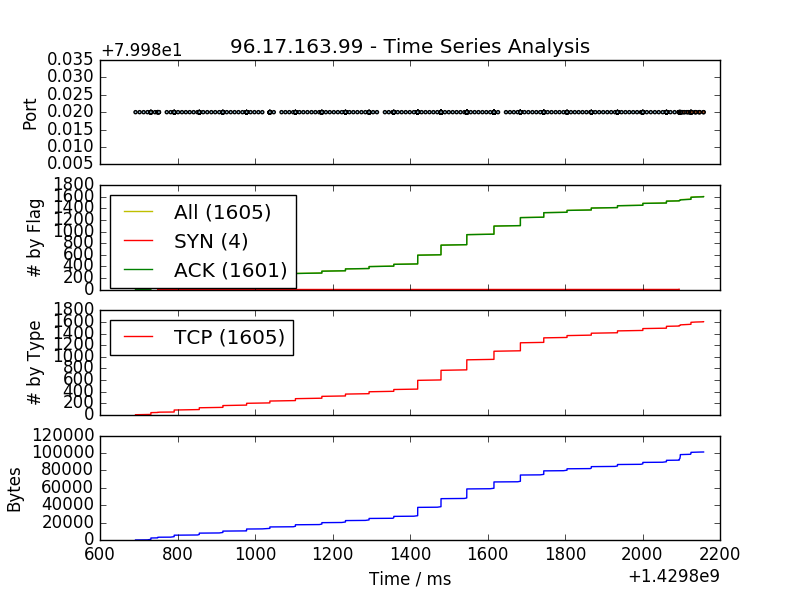 96.17.163.99 - Time Series Analysis
+7.998e1
0.035
0.030
0.025
0.020
0.015
0.010
0.005
Port
1800
1600
1400
1200
1000
800
600
400
200
0
# by Flag
All (1605)
SYN (4)
ACK (1601)
1800
1600
1400
1200
1000
800
600
400
200
0
# by Type
TCP (1605)
120000
100000
80000
60000
40000
20000
0
Bytes
600 800 1000 1200 1400 1600 1800 2000 2200
Time / ms
+1.4298e9